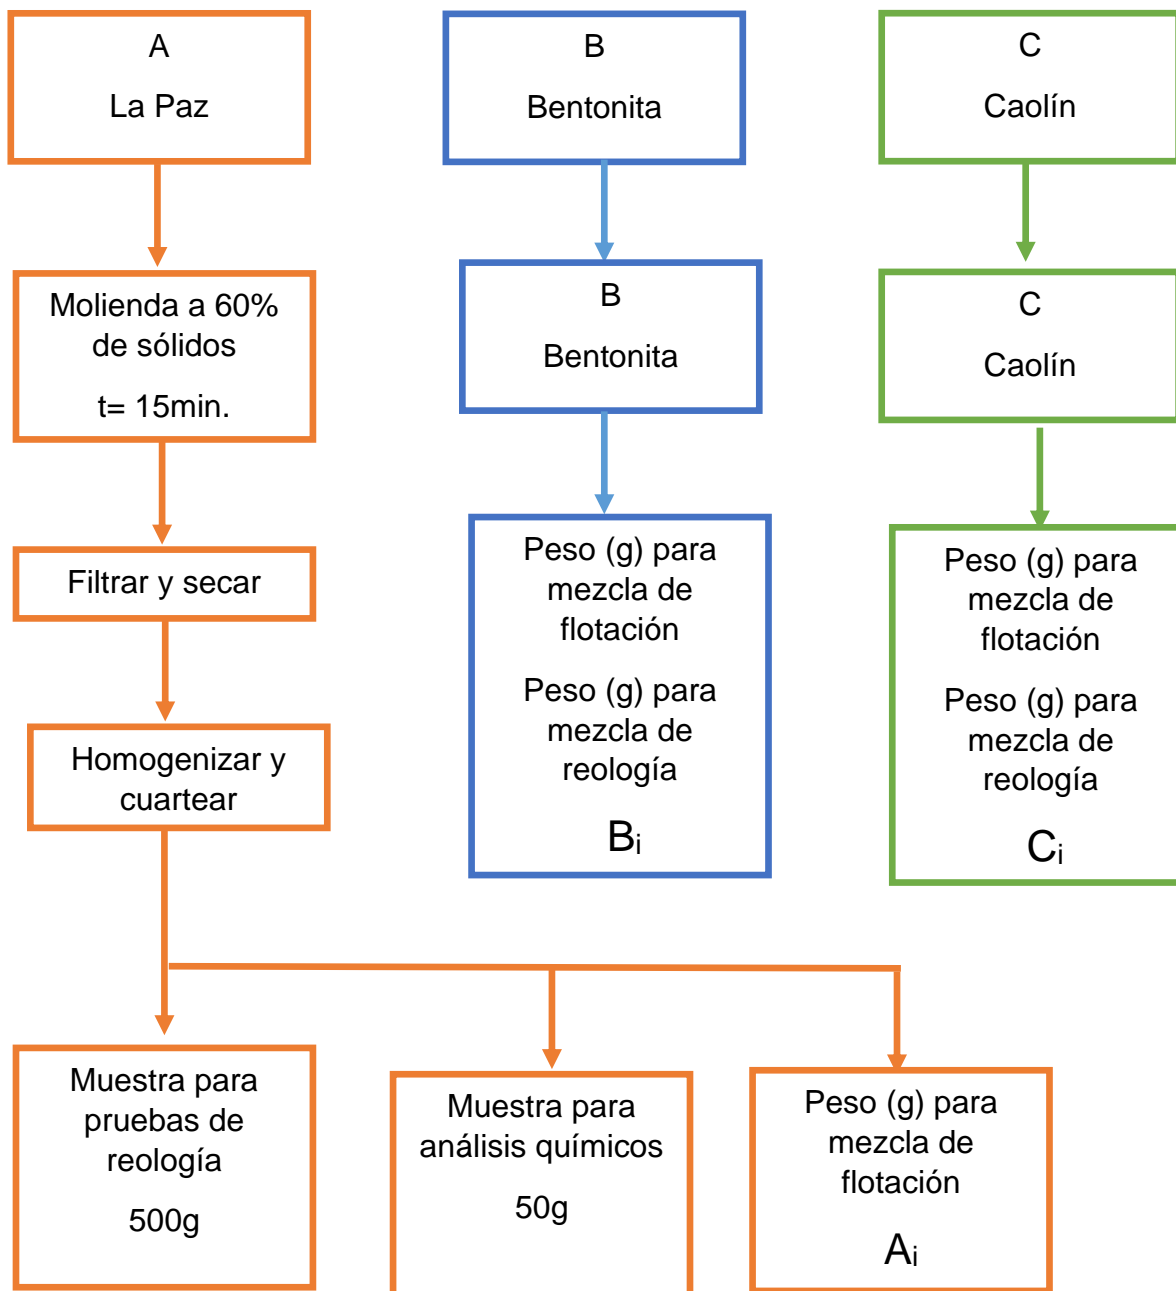 A
La Paz
Molienda a 60%
de sólidos
t= 15min.
Filtrar y secar
Homogenizar y
cuartear
Muestra para
pruebas de
reología
500g
Muestra para
análisis químicos
50g
Peso (g) para
mezcla de
flotación
Ai
B
Bentonita
B
Bentonita
Peso (g) para
mezcla de
flotación
Peso (g) para
mezcla de
reología
Bi
C
Caolín
C
Caolín
Peso (g) para
mezcla de
flotación
Peso (g) para
mezcla de
reología
Ci